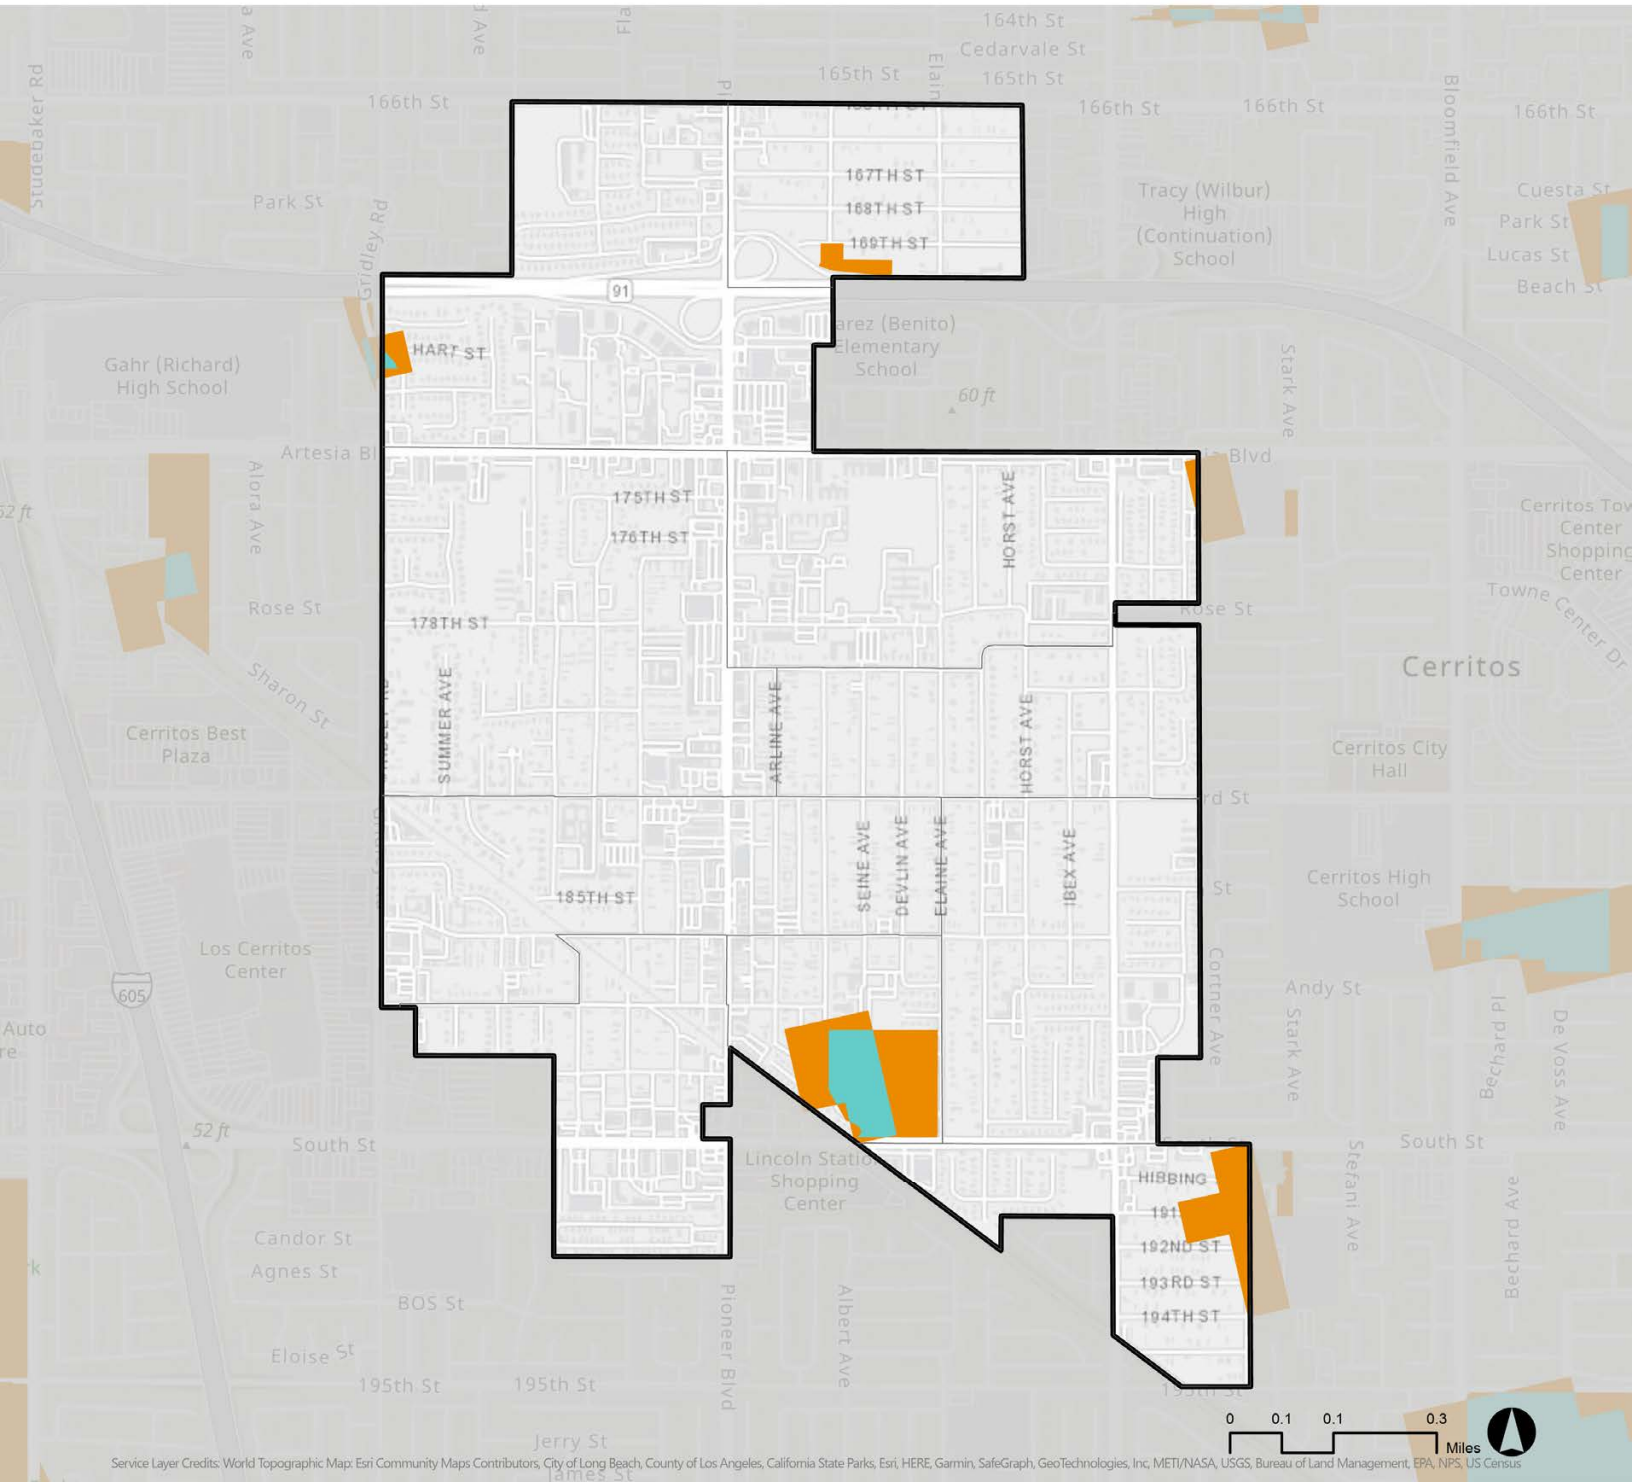 164th St
Cedarvale St
165th St
165th St
166th St
166th St
166th St
166th St
Studebaker Rd
Bloomfield Ave
Gridley Rd
Park St
167TH ST
168TH ST
169TH ST
Tracy (Wilbur)
High
(Continuation)
School
Cuesta St
Park St
Lucas St
Beach St
91
HART ST
Gahr (Richard)
High School
arez (Benito)
Elementary
School
60 ft
Stark Ave
Artesia Bl
ia Blvd
Alora Ave
175TH ST
176TH ST
HORST AVE
52 ft
Cerritos Tow
Center
Shopping
Center
Towne Center Dr
Rose St
Rose St
178TH ST
Sharon St
SUMMER AVE
ARLINE AVE
HORST AVE
Cerritos
Cerritos Best
Plaza
Cerritos City
Hall
rd St
SEINE AVE
DEVLIN AVE
ELAINE AVE
IBEX AVE
185TH ST
St
Cerritos High
School
Los Cerritos
Center
605
Cortner Ave
Andy St
Stark Ave
Bechard Pl
De Voss Ave
Auto
re
52 ft
South St
South St
Lincoln Statio
Shopping
Center
HIBBING
191
192ND ST
193RD ST
194TH ST
Stefani Ave
Bechard Ave
Candor St
Agnes St
BOS St
Pioneer Blvd
Albert Ave
Eloise St
195th St
195th St
195th St
Jerry St
James St
0 0.1 0.1 0.3
Miles
Service Layer Credits: World Topographic Map: Esri Community Maps Contributors, City of Long Beach, County of Los Angeles, California State Parks, Esri, HERE, Garmin, SafeGraph, GeoTechnologies, Inc, METI/NASA, USGS, Bureau of Land Management, EPA, NPS, US Census